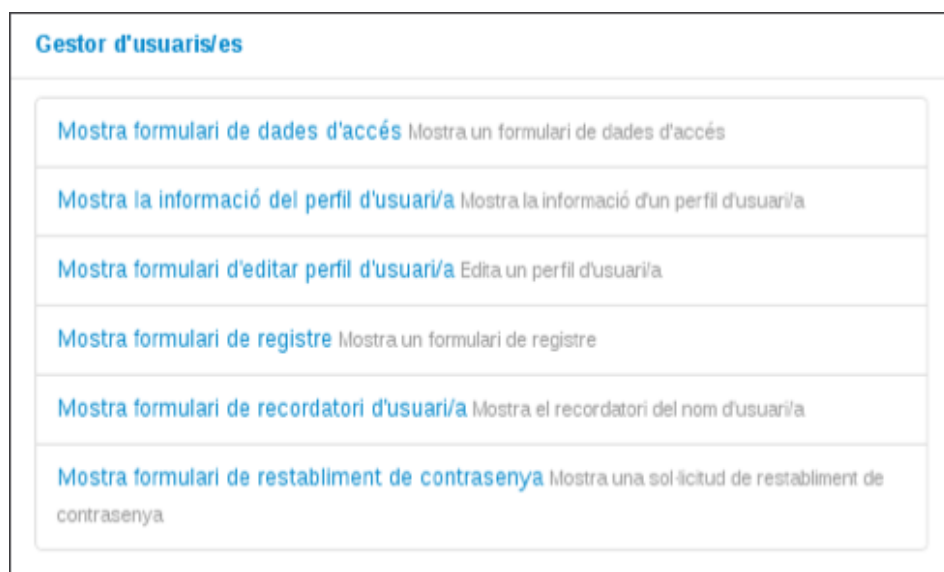 Gestor d'usuaris/es
Mostra formulari de dades d'accés Mostra un formulari de dades d'accés
Mostra la informació del perfil d'usuari/a Mostra la informació d'un perfil d'usuari/a
Mostra formulari d'editar perfil d'usuari/a Edita un perfil d'usuari/a
Mostra formulari de registre Mostra un formulari de registre
Mostra formulari de recordatori d'usuari/a Mostra el recordatori del nom d'usuari/a
Mostra formulari de restabliment de contrasenya Mostra una sol·licitud de restabliment de
contrasenya